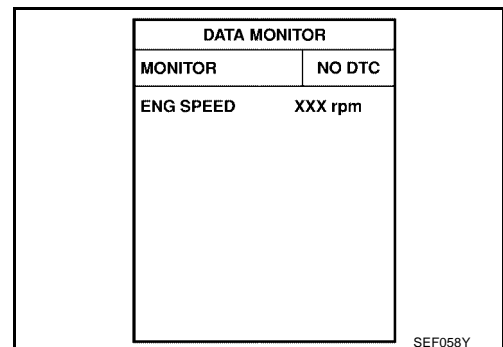 DATA MONITOR
MONITOR NO DTC
ENG SPEED XXX rpm
SEF058Y